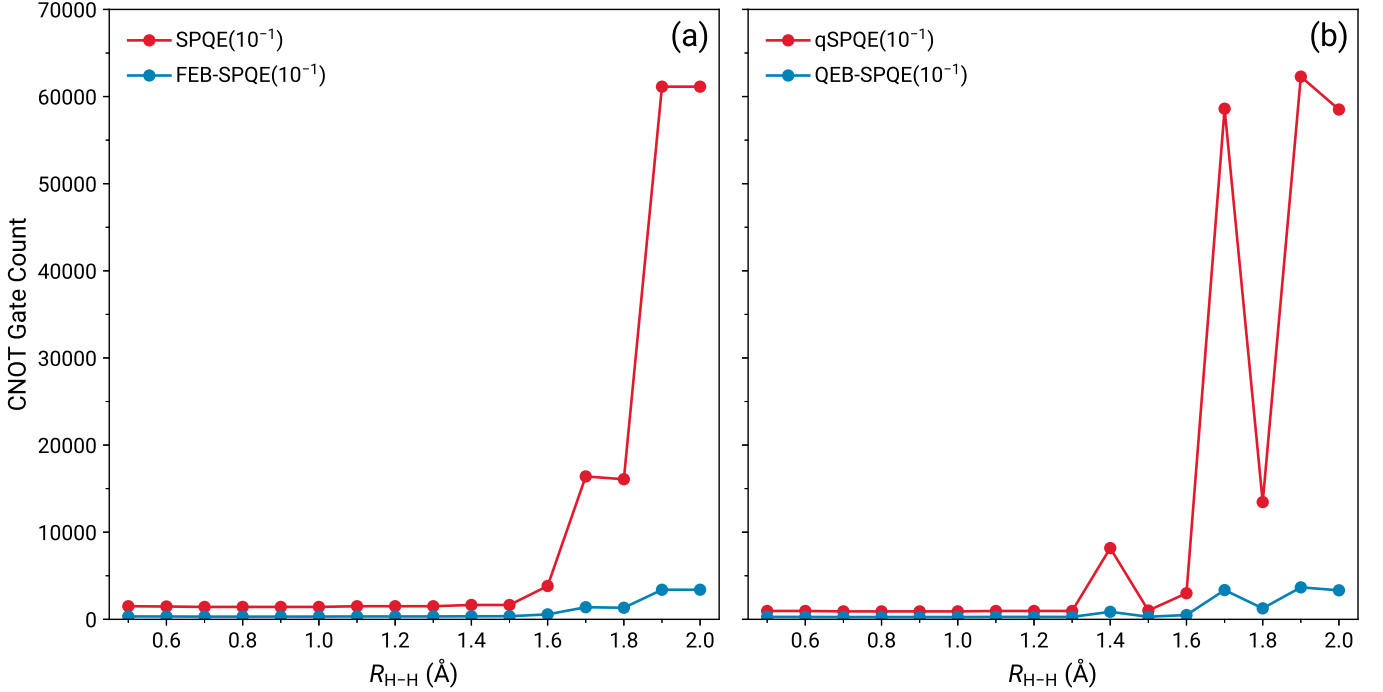 70000
60000
50000
40000
30000
20000
10000
0
CNOT Gate Count
SPQE(10⁻¹)
FEB-SPQE(10⁻¹)
(a)
0.6 0.8 1.0 1.2 1.4 1.6 1.8 2.0
R_H−H (Å)
qSPQE(10⁻¹)
QEB-SPQE(10⁻¹)
(b)
0.6 0.8 1.0 1.2 1.4 1.6 1.8 2.0
R_H−H (Å)